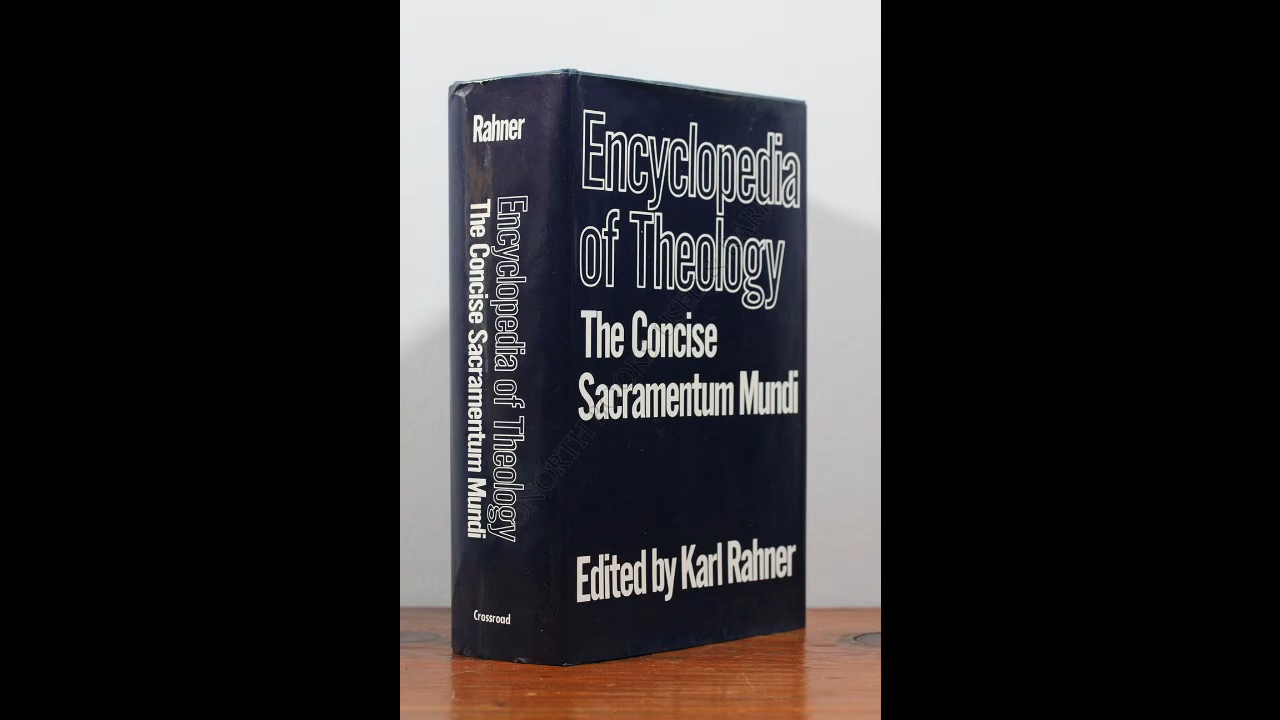 Rahner
Encyclopedia of Theology
The Concise Sacramentum Mundi
Crossroad
Encyclopedia
of Theology
The Concise
Sacramentum Mundi
Edited by Karl Rahner